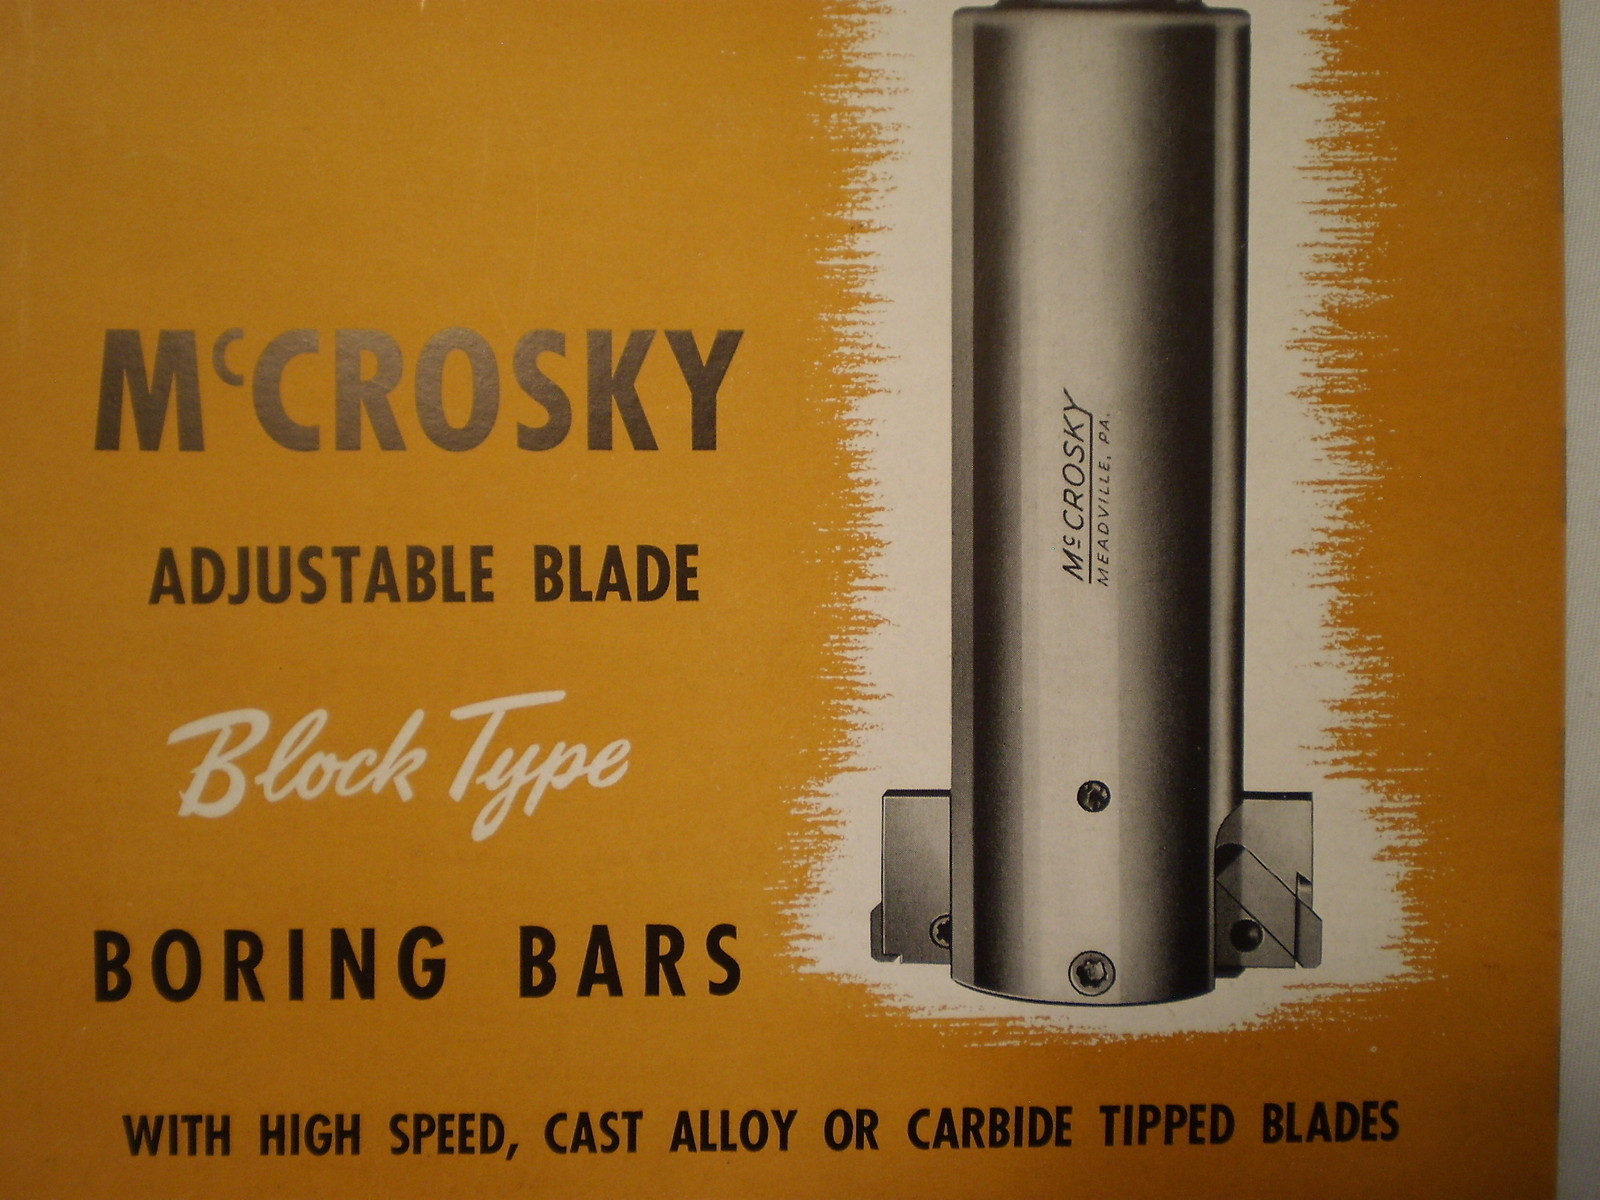 McCROSKY
ADJUSTABLE BLADE
Block Type
BORING BARS
WITH HIGH SPEED, CAST ALLOY OR CARBIDE TIPPED BLADES
McCROSKY
MEADVILLE, PA.